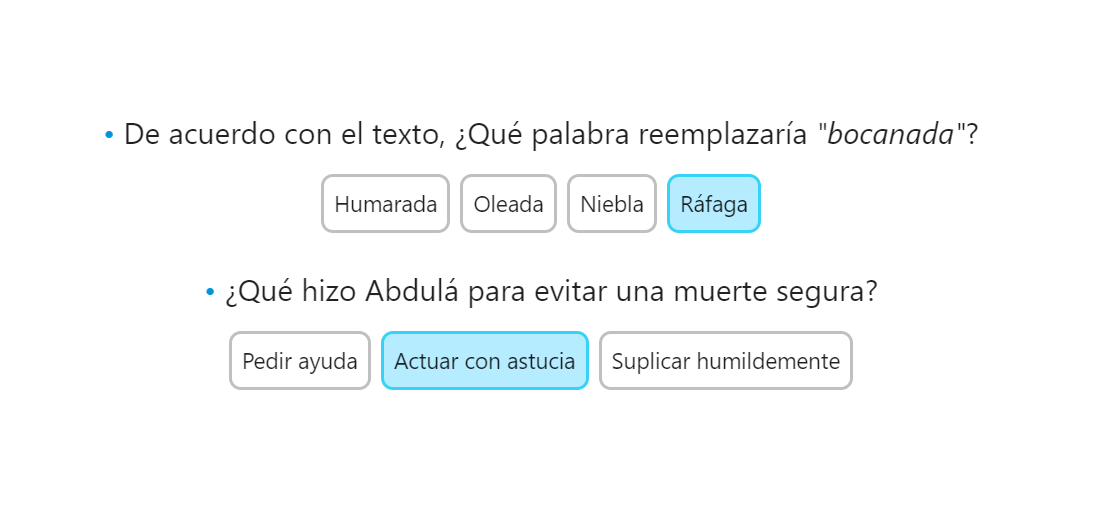 • De acuerdo con el texto, ¿Qué palabra reemplazaría "bocanada"?
Humarada Oleada Niebla Ráfaga
• ¿Qué hizo Abdulá para evitar una muerte segura?
Pedir ayuda Actuar con astucia Suplicar humildemente